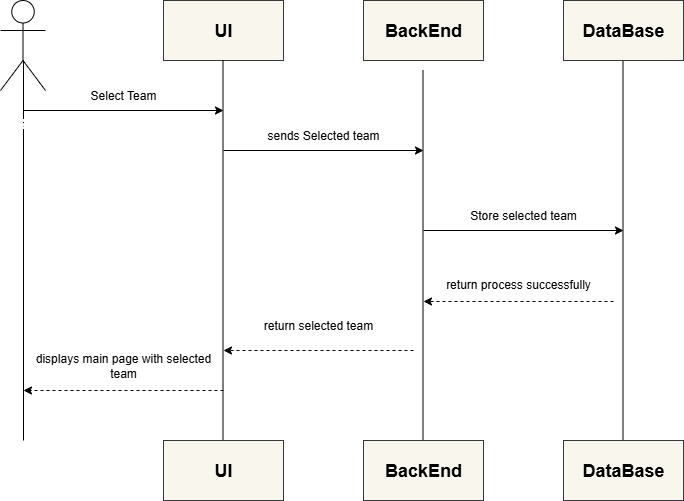 UI
BackEnd
DataBase
Select Team
sends Selected team
Store selected team
return process successfully
return selected team
displays main page with selected
team
UI
BackEnd
DataBase